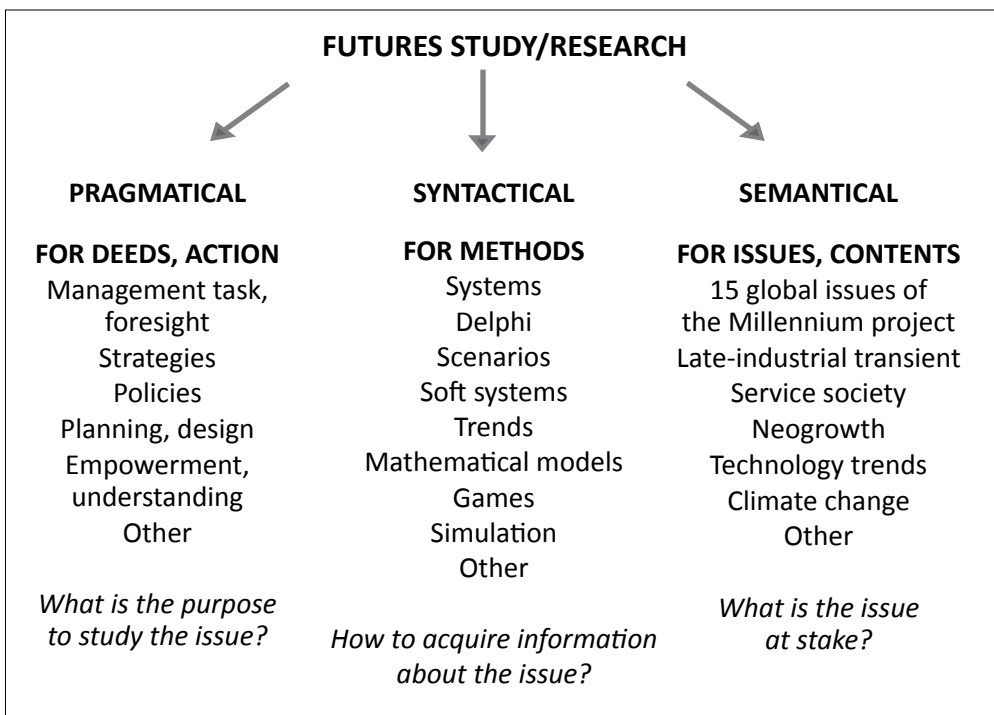 FUTURES STUDY/RESEARCH
PRAGMATICAL
FOR DEEDS, ACTION
Management task,
foresight
Strategies
Policies
Planning, design
Empowerment,
understanding
Other
What is the purpose
to study the issue?
SYNTACTICAL
FOR METHODS
Systems
Delphi
Scenarios
Soft systems
Trends
Mathematical models
Games
Simulation
Other
How to acquire information
about the issue?
SEMANTICAL
FOR ISSUES, CONTENTS
15 global issues of
the Millennium project
Late-industrial transient
Service society
Neogrowth
Technology trends
Climate change
Other
What is the issue
at stake?